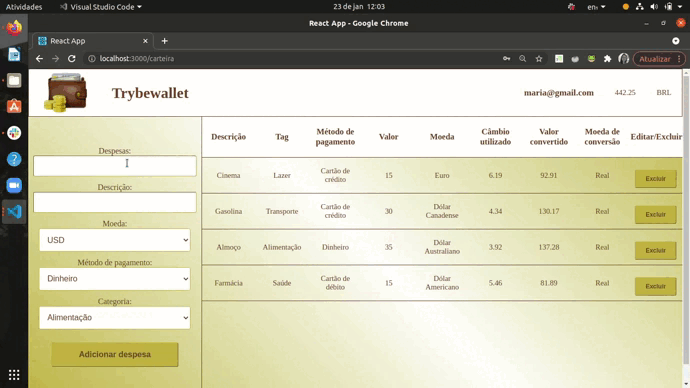 Atividades
Visual Studio Code
23 de jan 12:03
en₁
React App - Google Chrome
React App
localhost:3000/carteira
Atualizar
Trybewallet
maria@gmail.com
442.25
BRL
Despesas:
Descrição:
Moeda:
USD
Método de pagamento:
Dinheiro
Categoria:
Alimentação
Adicionar despesa
Descrição Tag Método de pagamento Valor Moeda Câmbio utilizado Valor convertido Moeda de conversão Editar/Excluir
Cinema Lazer Cartão de crédito 15 Euro 6.19 92.91 Real Excluir
Gasolina Transporte Cartão de crédito 30 Dólar Canadense 4.34 130.17 Real Excluir
Almoço Alimentação Dinheiro 35 Dólar Australiano 3.92 137.28 Real Excluir
Farmácia Saúde Cartão de débito 15 Dólar Americano 5.46 81.89 Real Excluir